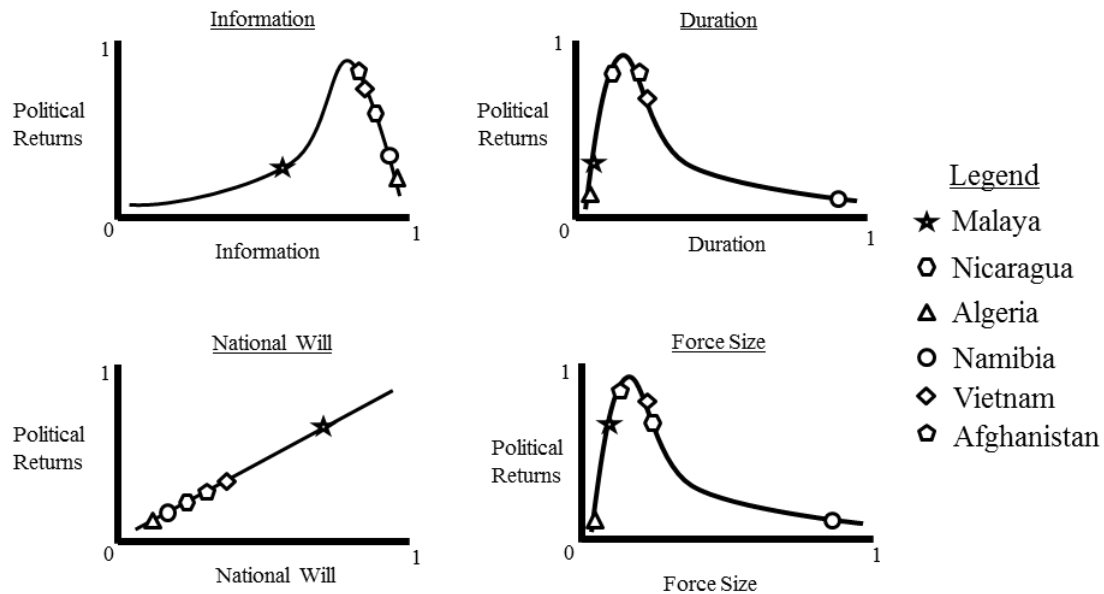 Information
1
Political
Returns
0
1
Information
Duration
1
Political
Returns
0
1
Duration
Legend
Malaya
Nicaragua
Algeria
Namibia
Vietnam
Afghanistan
National Will
1
Political
Returns
0
1
National Will
Force Size
1
Political
Returns
0
1
Force Size